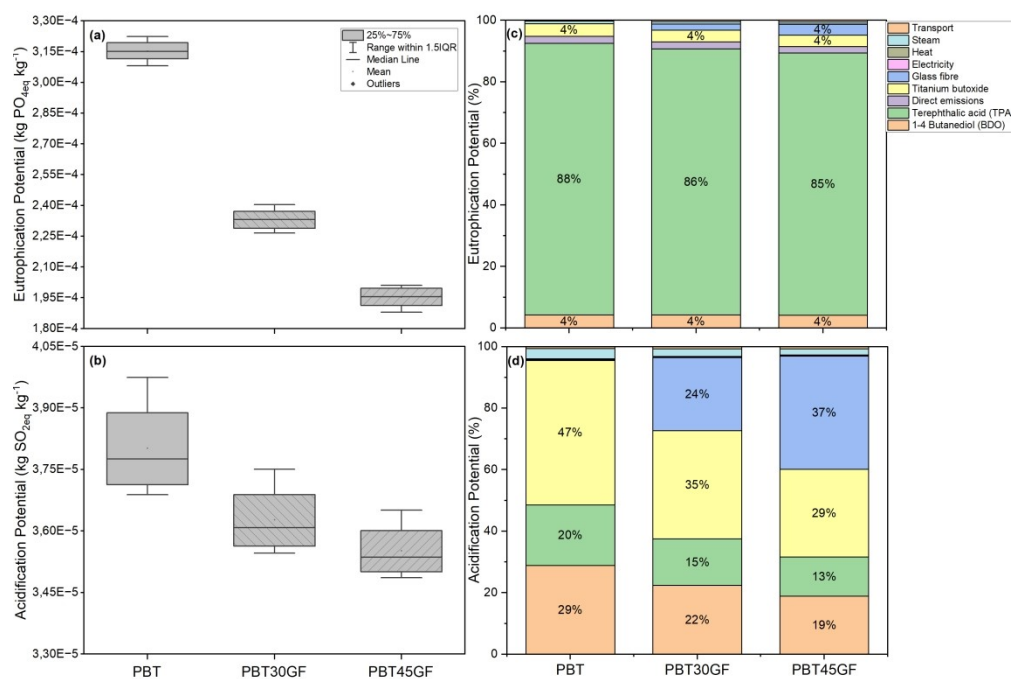 (a)
Eutrophication Potential (kg PO4eq kg-1)
3,30E−4
3,15E−4
3,00E−4
2,85E−4
2,70E−4
2,55E−4
2,40E−4
2,25E−4
2,10E−4
1,95E−4
1,80E−4
25%~75%
Range within 1.5IQR
Median Line
Mean
Outliers
(c)
Eutrophication Potential (%)
100
80
60
40
20
0
4%
88%
4%
4%
86%
4%
4%
4%
85%
4%
Transport
Steam
Heat
Electricity
Glass fibre
Titanium butoxide
Direct emissions
Terephthalic acid (TPA
1-4 Butanediol (BDO)
(b)
Acidification Potential (kg SO2eq kg-1)
4,05E−5
3,90E−5
3,75E−5
3,60E−5
3,45E−5
3,30E−5
PBT
PBT30GF
PBT45GF
(d)
Acidification Potential (%)
100
80
60
40
20
0
47%
20%
29%
24%
35%
15%
22%
37%
29%
13%
19%
PBT
PBT30GF
PBT45GF